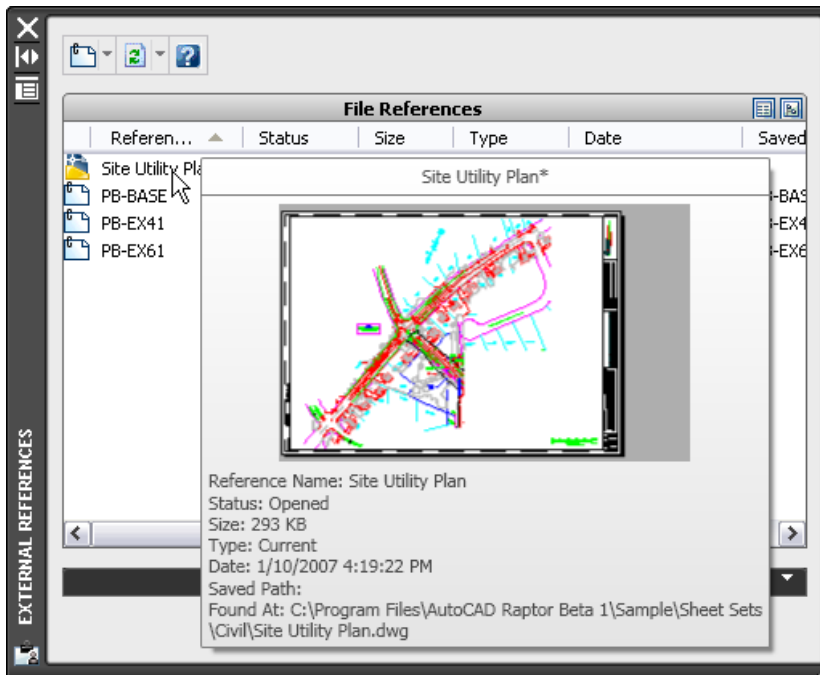 File References
Referen... Status Size Type Date Saved
Site Utility Pla
PB-BASE
PB-EX41
PB-EX61
Site Utility Plan*
Reference Name: Site Utility Plan
Status: Opened
Size: 293 KB
Type: Current
Date: 1/10/2007 4:19:22 PM
Saved Path:
Found At: C:\Program Files\AutoCAD Raptor Beta 1\Sample\Sheet Sets
\Civil\Site Utility Plan.dwg
EXTERNAL REFERENCES